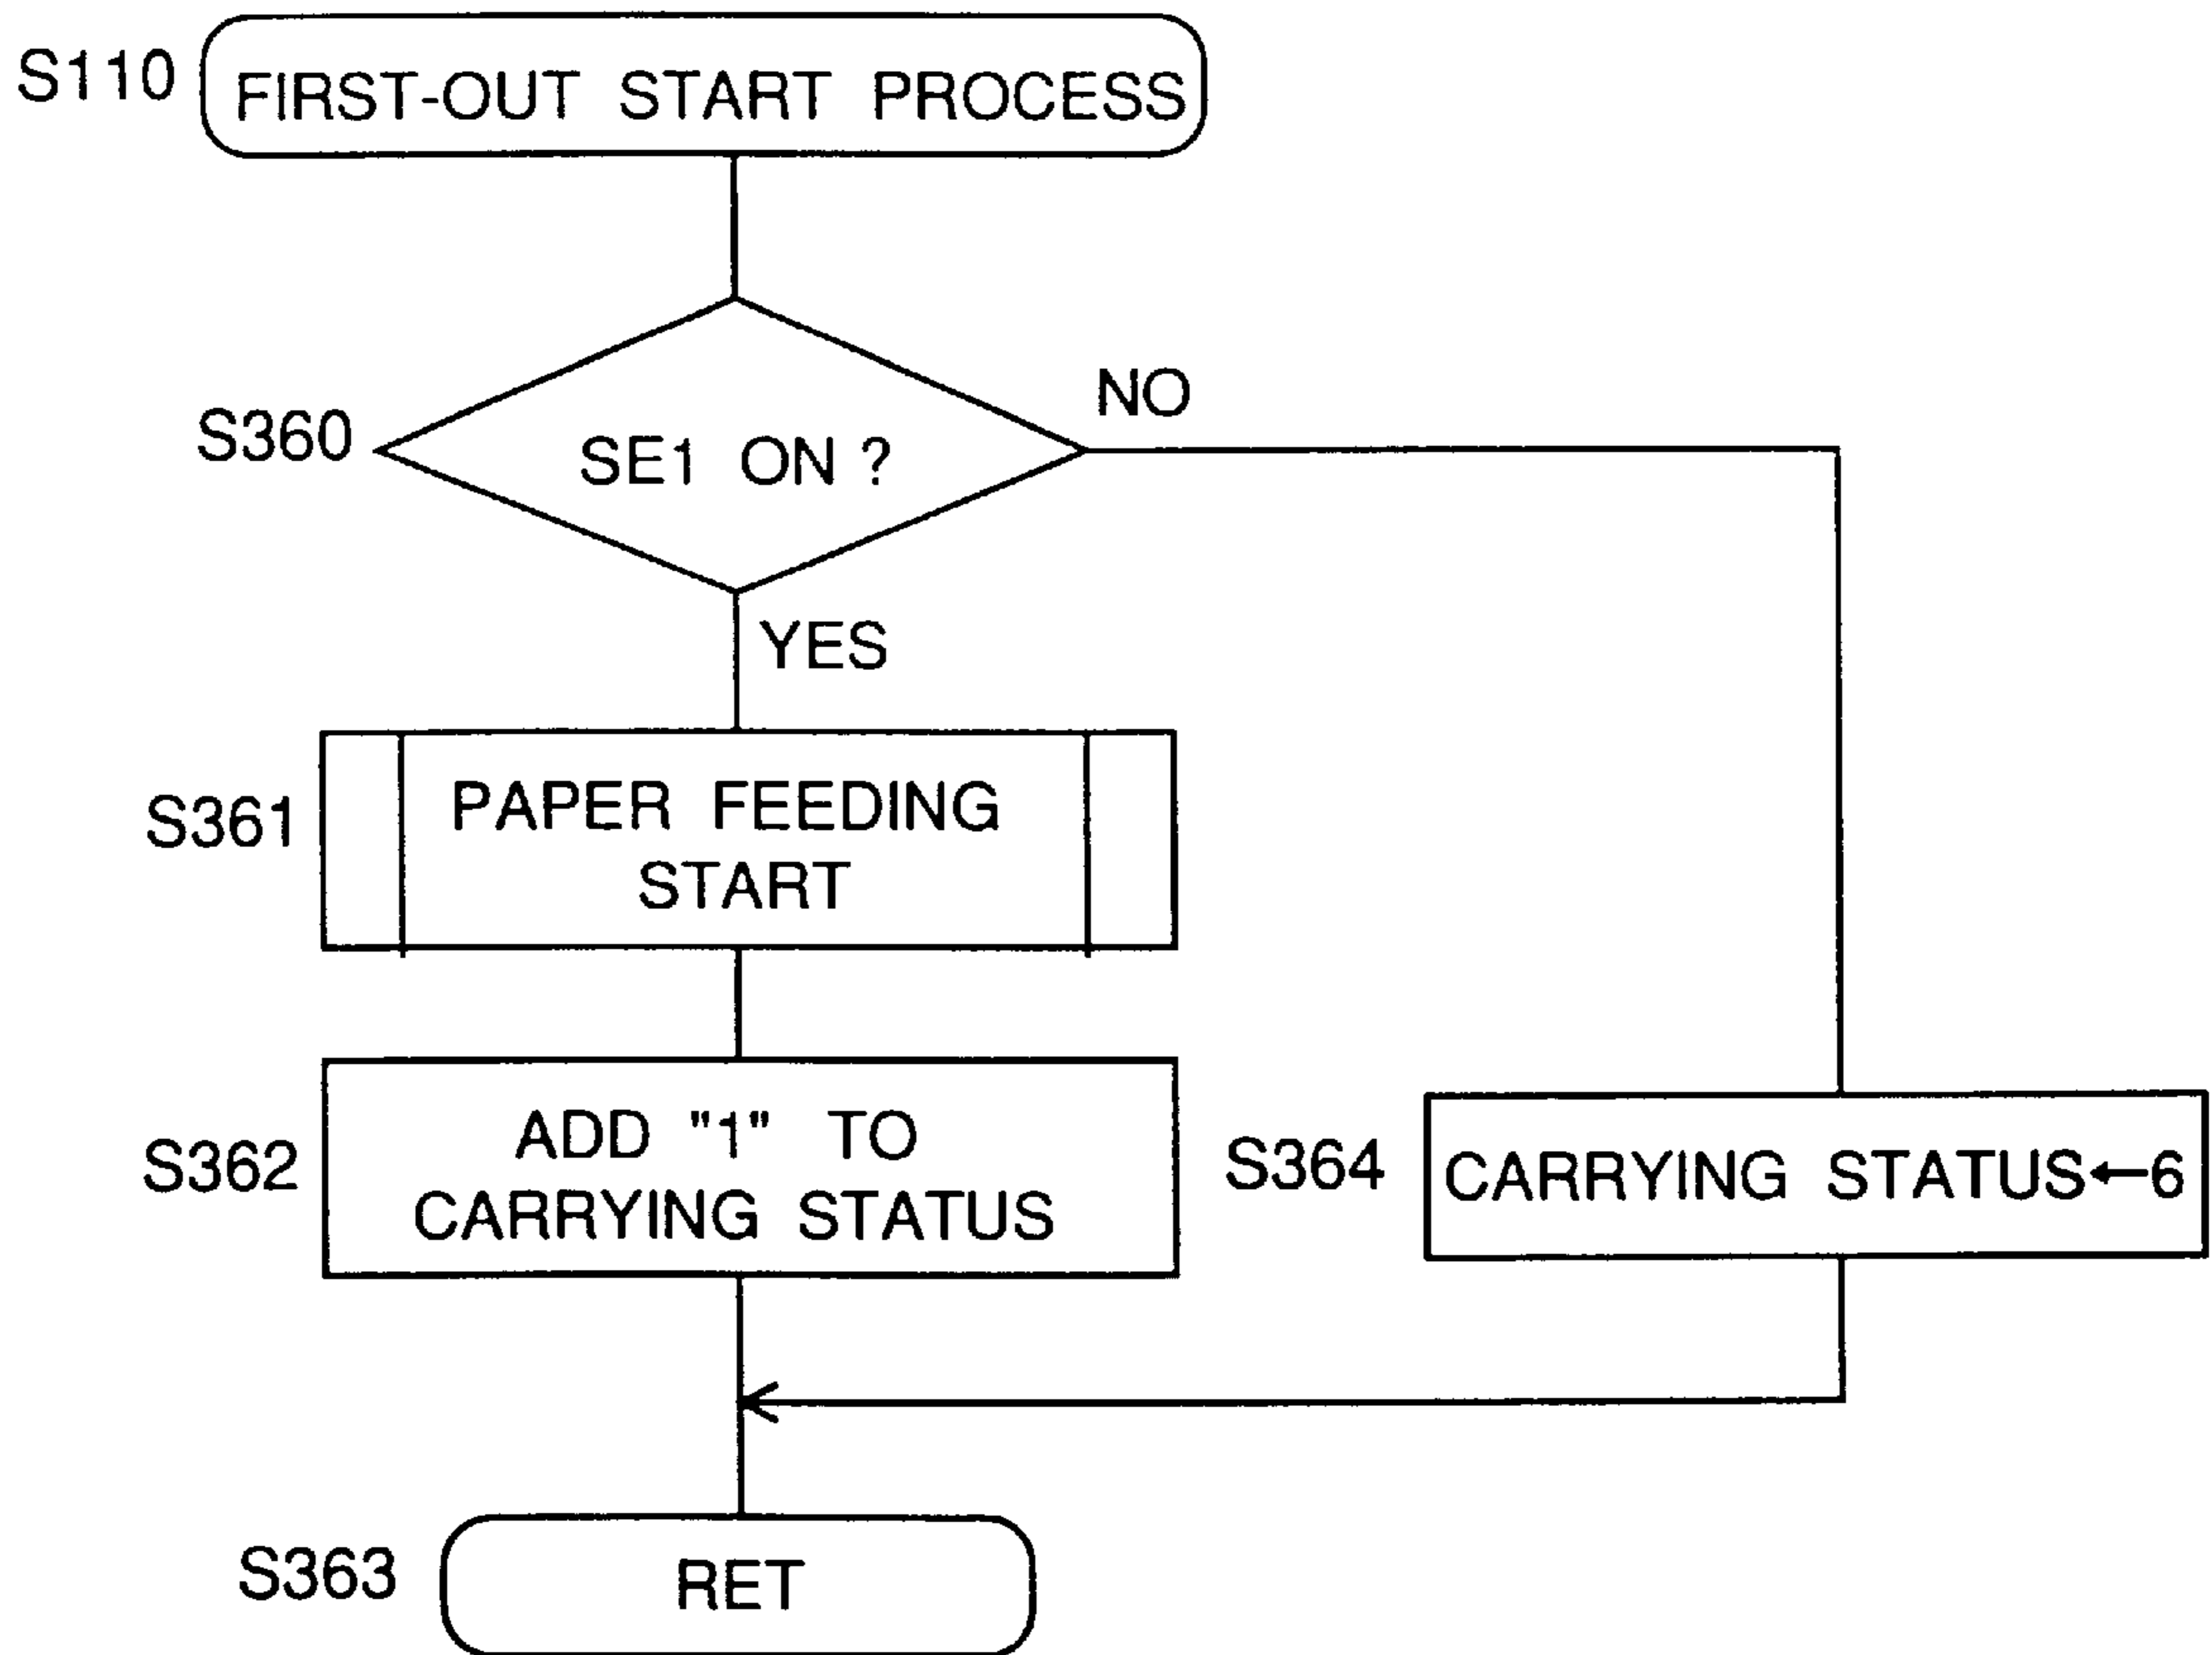 S110 FIRST-OUT START PROCESS
S360 SE1 ON ?
NO
YES
S361
PAPER FEEDING
START
S362
ADD "1" TO
CARRYING STATUS
S364 CARRYING STATUS←6
S363 RET